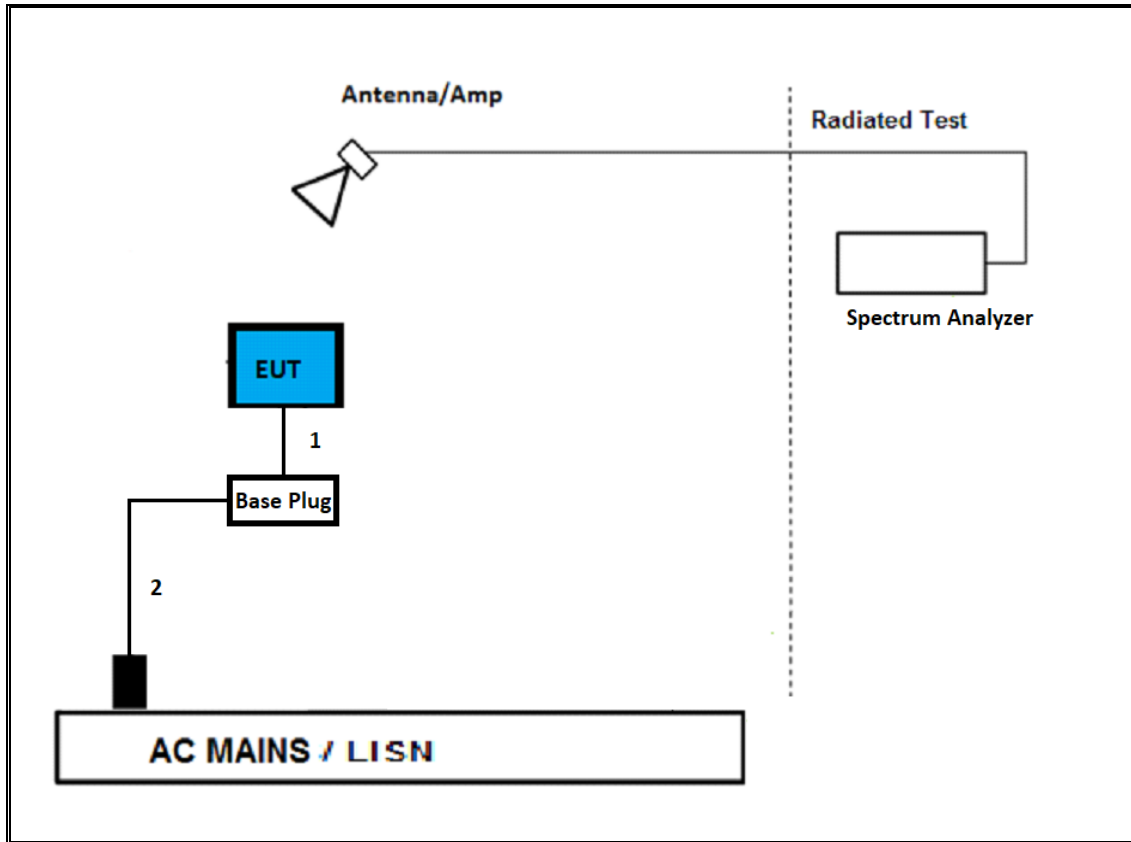 Antenna/Amp
Radiated Test
Spectrum Analyzer
EUT
1
Base Plug
2
AC MAINS / LISN